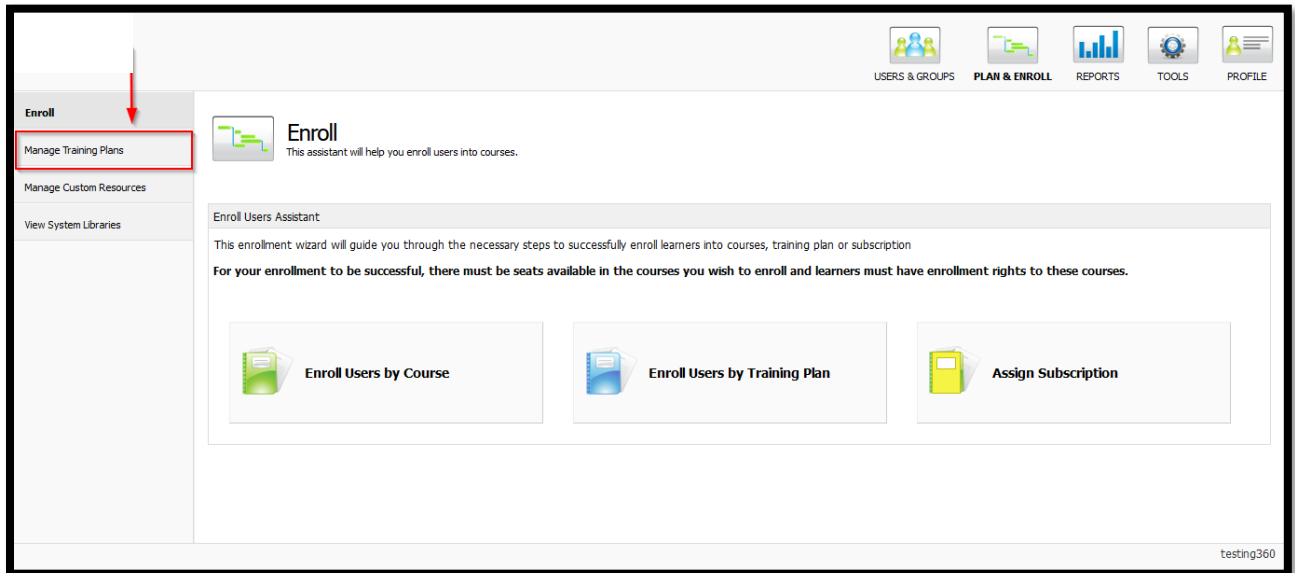 USERS & GROUPS
PLAN & ENROLL
REPORTS
TOOLS
PROFILE
Enroll
Manage Training Plans
Manage Custom Resources
View System Libraries
Enroll
This assistant will help you enroll users into courses.
Enroll Users Assistant
This enrollment wizard will guide you through the necessary steps to successfully enroll learners into courses, training plan or subscription
For your enrollment to be successful, there must be seats available in the courses you wish to enroll and learners must have enrollment rights to these courses.
Enroll Users by Course
Enroll Users by Training Plan
Assign Subscription
testing360